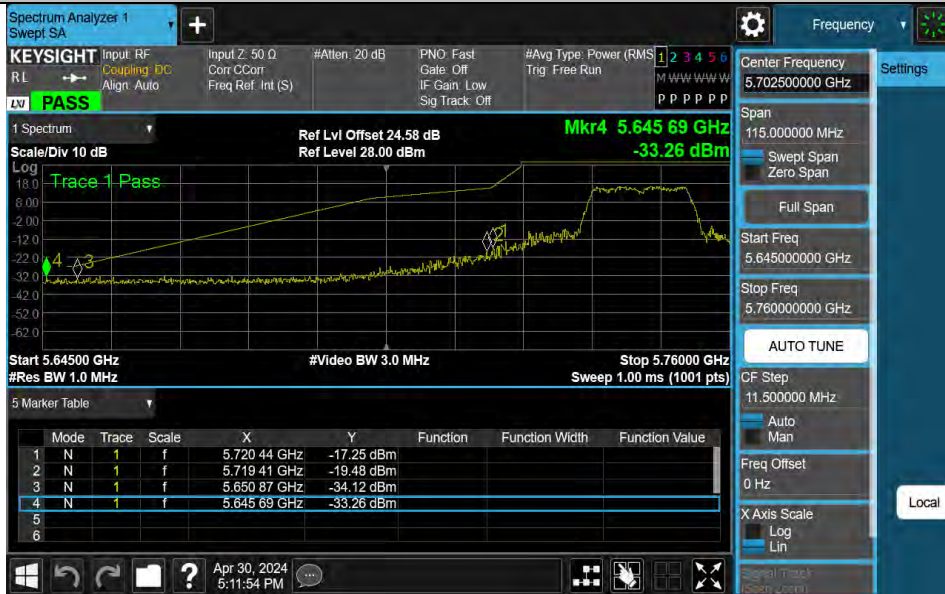 Spectrum Analyzer 1
Swept SA
+
Frequency
KEYSIGHT
RL
LXI
PASS
Input: RF
Coupling: DC
Align: Auto
Input Z: 50 Ω
Corr CCorr
Freq Ref: Int (S)
#Atten: 20 dB
PNO: Fast
Gate: Off
IF Gain: Low
Sig Track: Off
#Avg Type: Power (RMS
Trig: Free Run
1 2 3 4 5 6
M W W W W W
P P P P P P
1 Spectrum
Scale/Div 10 dB
Ref Lvl Offset 24.58 dB
Ref Level 28.00 dBm
Mkr4 5.645 69 GHz
-33.26 dBm
Log
Trace 1 Pass
18.0
8.00
-2.00
-12.0
-22.0
-32.0
-42.0
-52.0
-62.0
4
3
2
1
Start 5.64500 GHz
#Video BW 3.0 MHz
Stop 5.76000 GHz
#Res BW 1.0 MHz
Sweep 1.00 ms (1001 pts)
5 Marker Table
Mode Trace Scale X Y Function Function Width Function Value
1 N 1 f 5.720 44 GHz -17.25 dBm
2 N 1 f 5.719 41 GHz -19.48 dBm
3 N 1 f 5.650 87 GHz -34.12 dBm
4 N 1 f 5.645 69 GHz -33.26 dBm
5
6
?
Apr 30, 2024
5:11:54 PM
Center Frequency
5.702500000 GHz
Settings
Span
115.000000 MHz
Swept Span
Zero Span
Full Span
Start Freq
5.645000000 GHz
Stop Freq
5.760000000 GHz
AUTO TUNE
CF Step
11.500000 MHz
Auto
Man
Freq Offset
0 Hz
Local
X Axis Scale
Log
Lin
Signal Track
(Span Zoom)